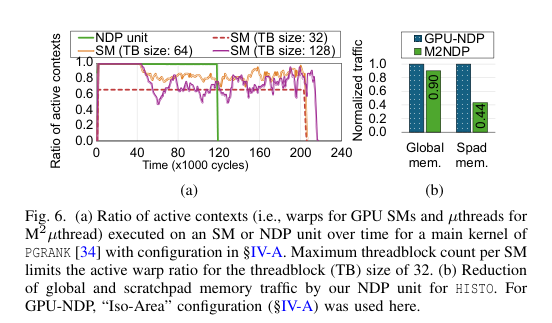 NDP unit SM (TB size: 32)
SM (TB size: 64) SM (TB size: 128)
Ratio of active contexts
1.0
0.8
0.6
0.4
0.2
0.0
0 40 80 120 160 200 240
Time (x1000 cycles)
(a)
GPU-NDP
M2NDP
Normalized traffic
1.0
0.8
0.6
0.4
0.2
0.0
0.90
0.44
Global Spad
mem. mem.
(b)
Fig. 6. (a) Ratio of active contexts (i.e., warps for GPU SMs and μthreads for
M²μthread) executed on an SM or NDP unit over time for a main kernel of
PGRANK [34] with configuration in §IV-A. Maximum threadblock count per SM
limits the active warp ratio for the threadblock (TB) size of 32. (b) Reduction
of global and scratchpad memory traffic by our NDP unit for HISTO. For
GPU-NDP, “Iso-Area” configuration (§IV-A) was used here.